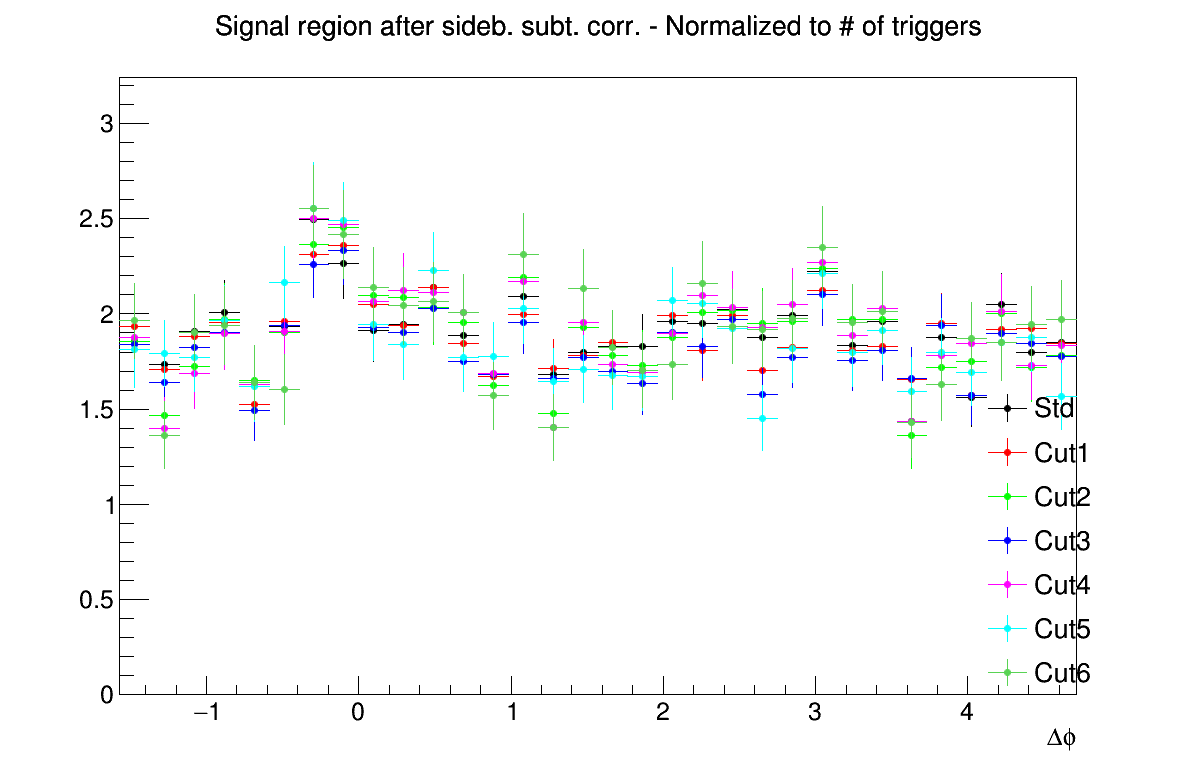 Signal region after sideb. subt. corr. - Normalized to # of triggers
3
2.5
2
1.5
1
0.5
0
Std
Cut1
Cut2
Cut3
Cut4
Cut5
Cut6
−1 0 1 2 3 4
Δϕ